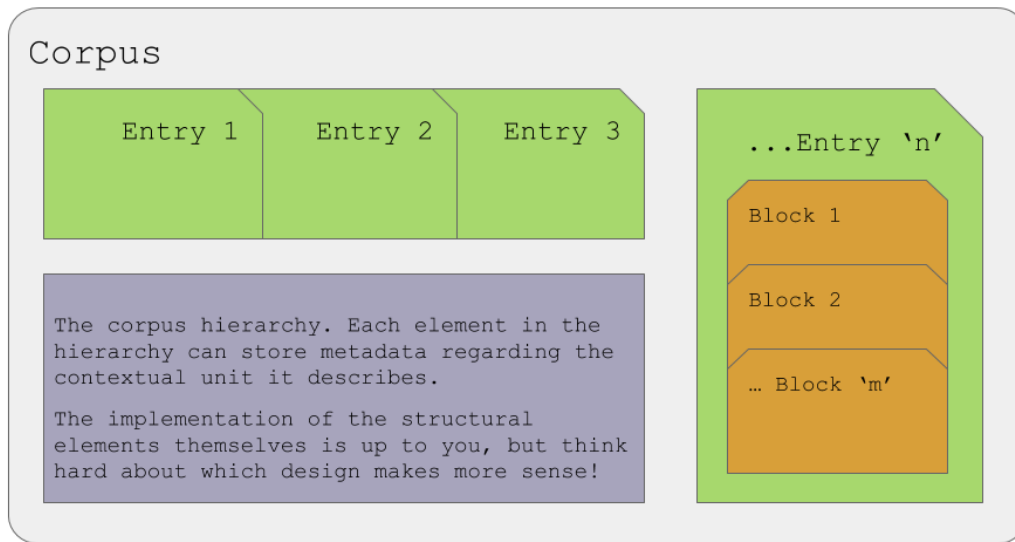 Corpus
Entry 1
Entry 2
Entry 3
...Entry ‘n’
Block 1
Block 2
… Block ‘m’
The corpus hierarchy. Each element in the
hierarchy can store metadata regarding the
contextual unit it describes.
The implementation of the structural
elements themselves is up to you, but think
hard about which design makes more sense!